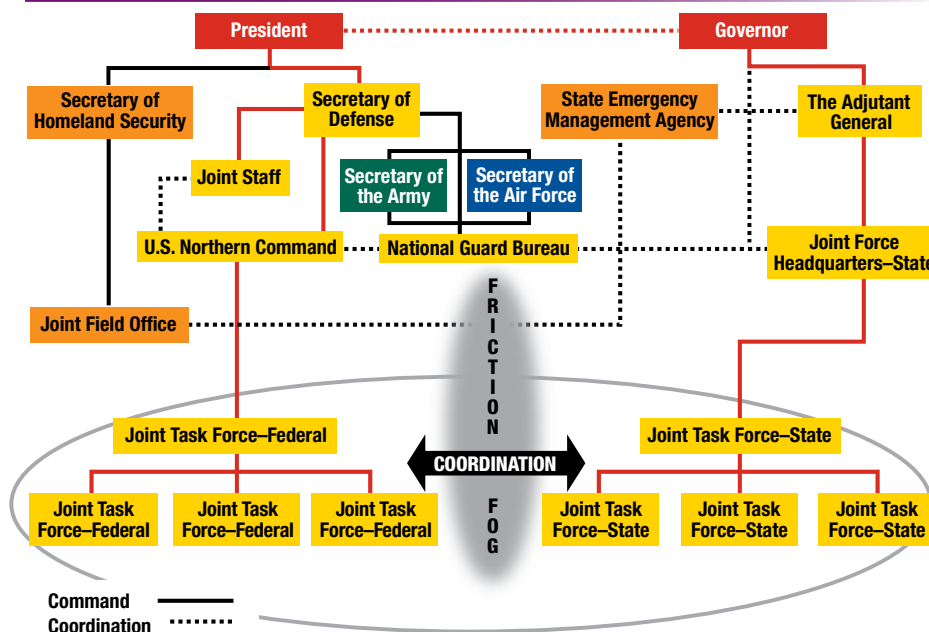 President
Governor
Secretary of
Homeland Security
Secretary of
Defense
State Emergency
Management Agency
The Adjutant
General
Joint Staff
Secretary of
the Army
Secretary of
the Air Force
U.S. Northern Command
National Guard Bureau
Joint Force
Headquarters–State
Joint Field Office
FRICTION
Joint Task Force–Federal
Joint Task Force–State
COORDINATION
Joint Task
Force–Federal
Joint Task
Force–Federal
Joint Task
Force–Federal
FOG
Joint Task
Force–State
Joint Task
Force–State
Joint Task
Force–State
Command
Coordination